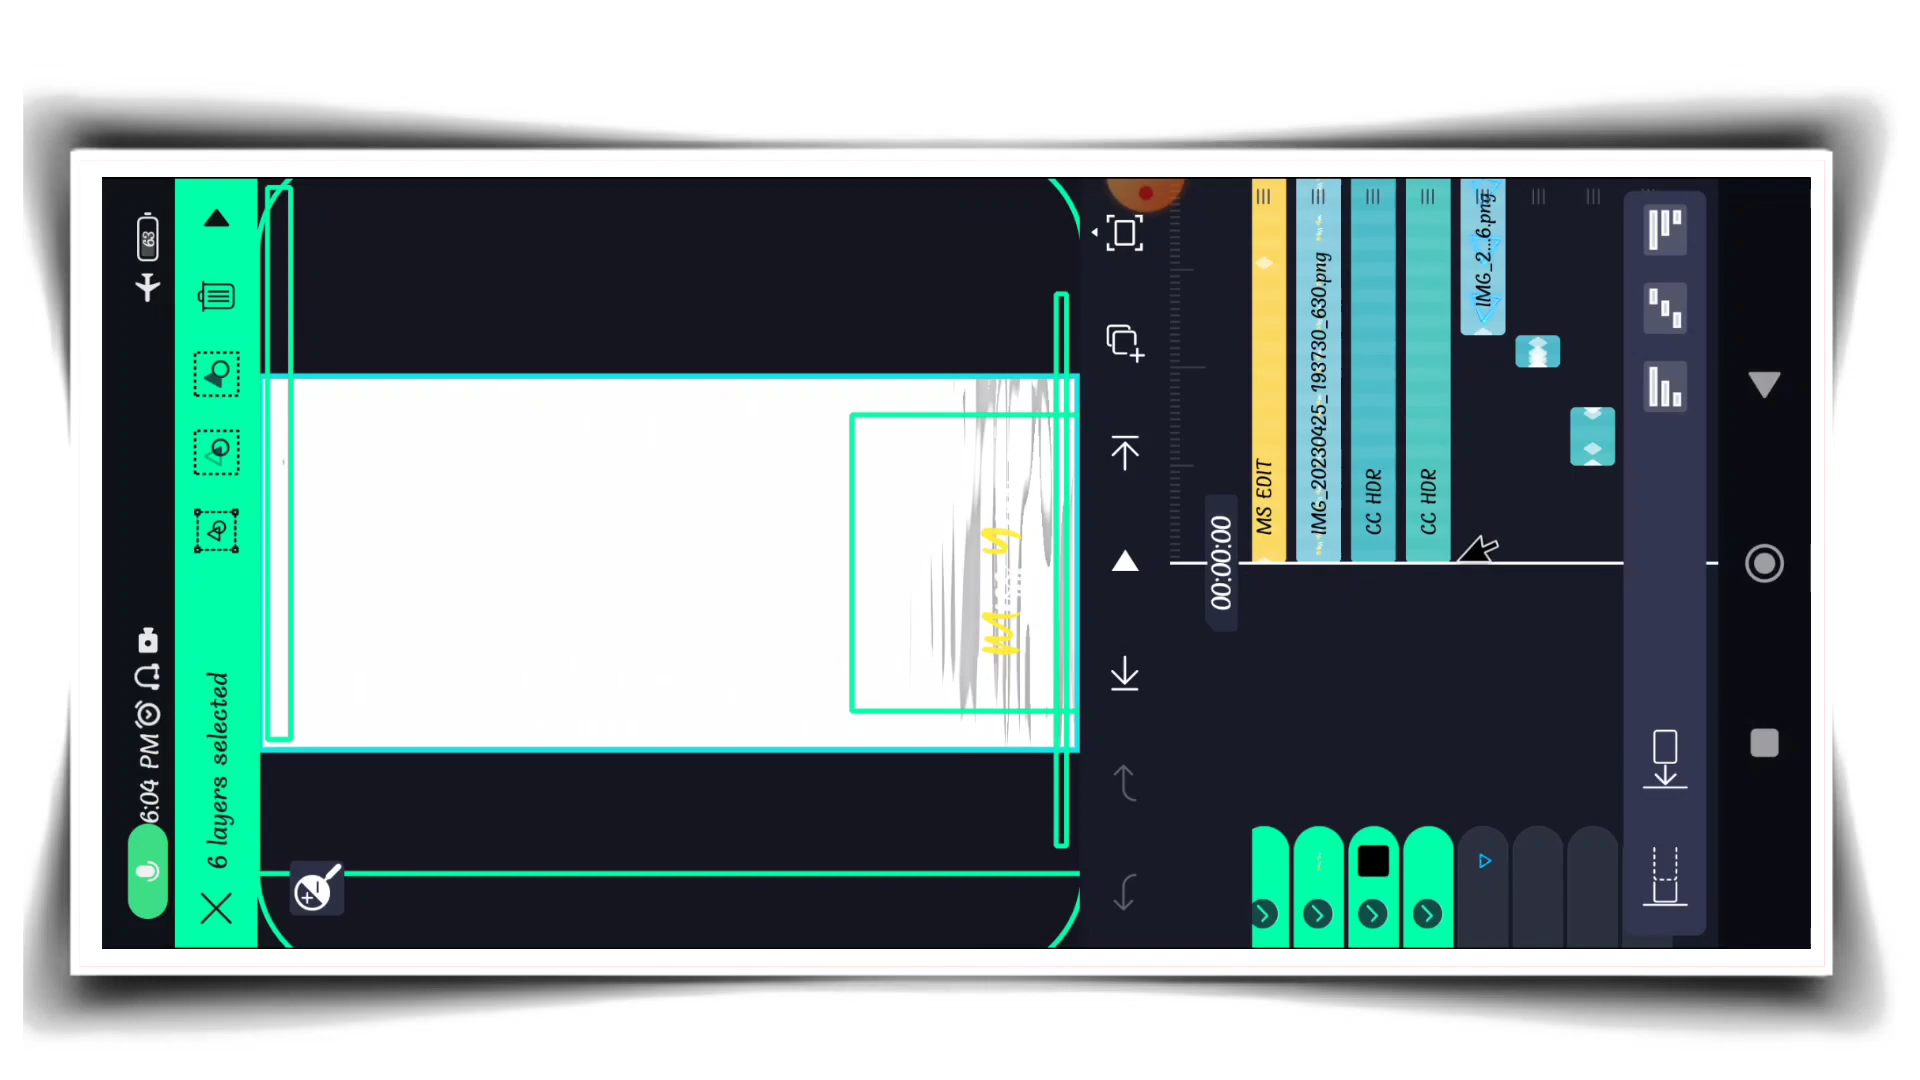 6:04 PM
63
6 layers selected
00:00:00
MS EDIT
IMG_20230425_193730_630.png
CC HDR
CC HDR
IMG_2...6.png